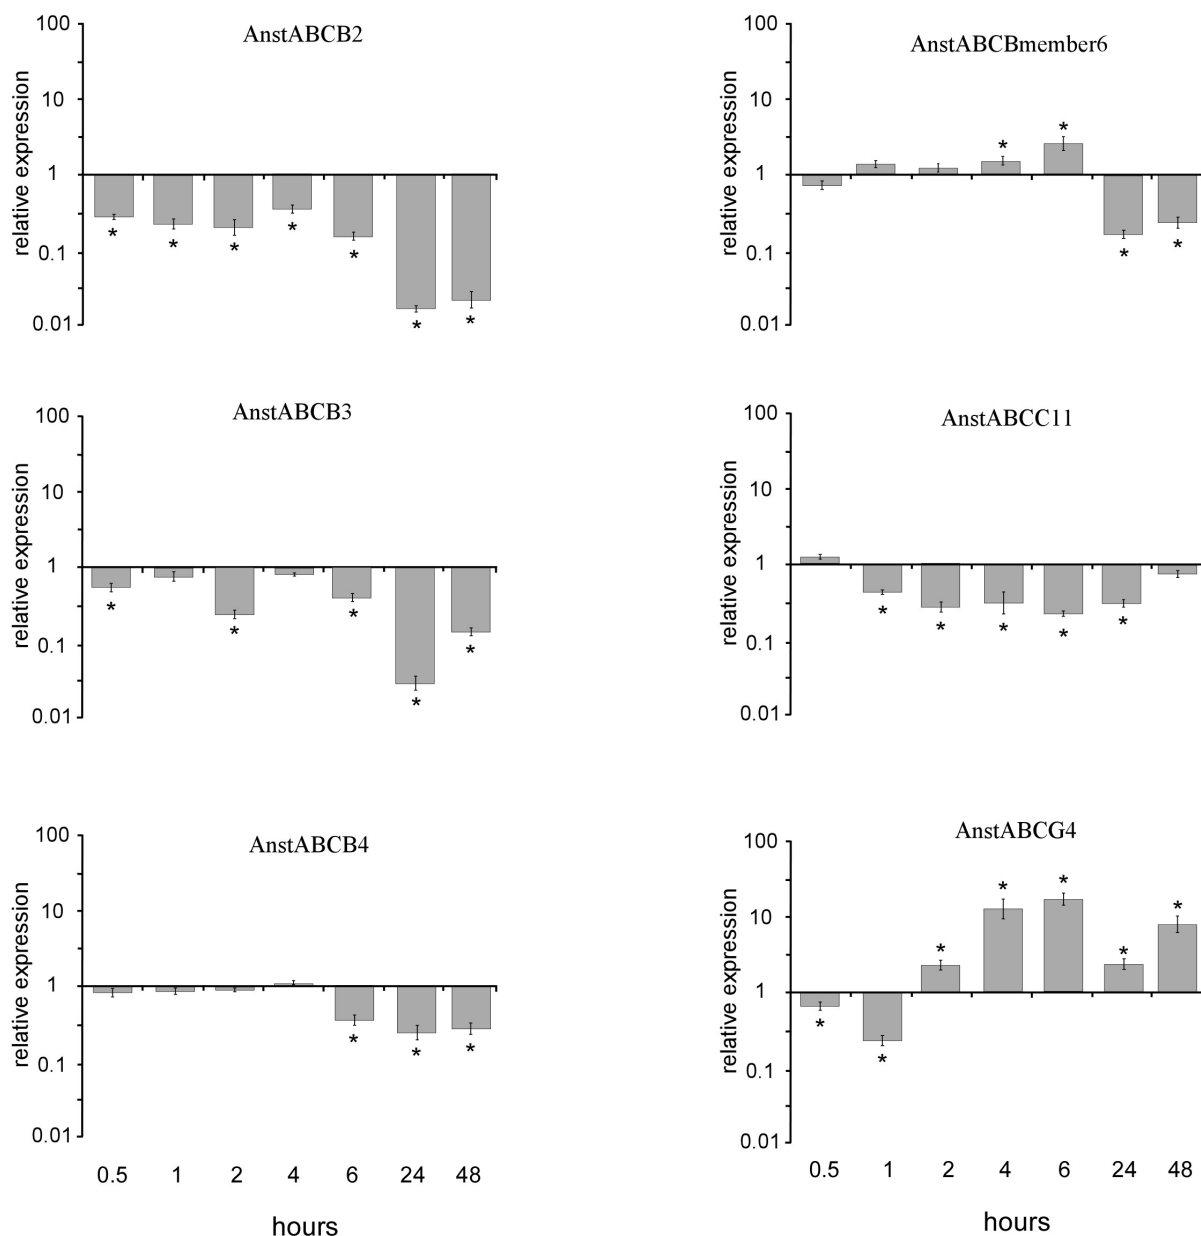 AnstABCB2
relative expression
100
10
1
0.1
0.01
* * * * * * *
AnstABCBmember6
relative expression
100
10
1
0.1
0.01
* * * *
AnstABCB3
relative expression
100
10
1
0.1
0.01
* * * * *
AnstABCC11
relative expression
100
10
1
0.1
0.01
* * * * *
AnstABCB4
relative expression
100
10
1
0.1
0.01
* * *
0.5 1 2 4 6 24 48
hours
AnstABCG4
relative expression
100
10
1
0.1
0.01
* * * * * * *
0.5 1 2 4 6 24 48
hours